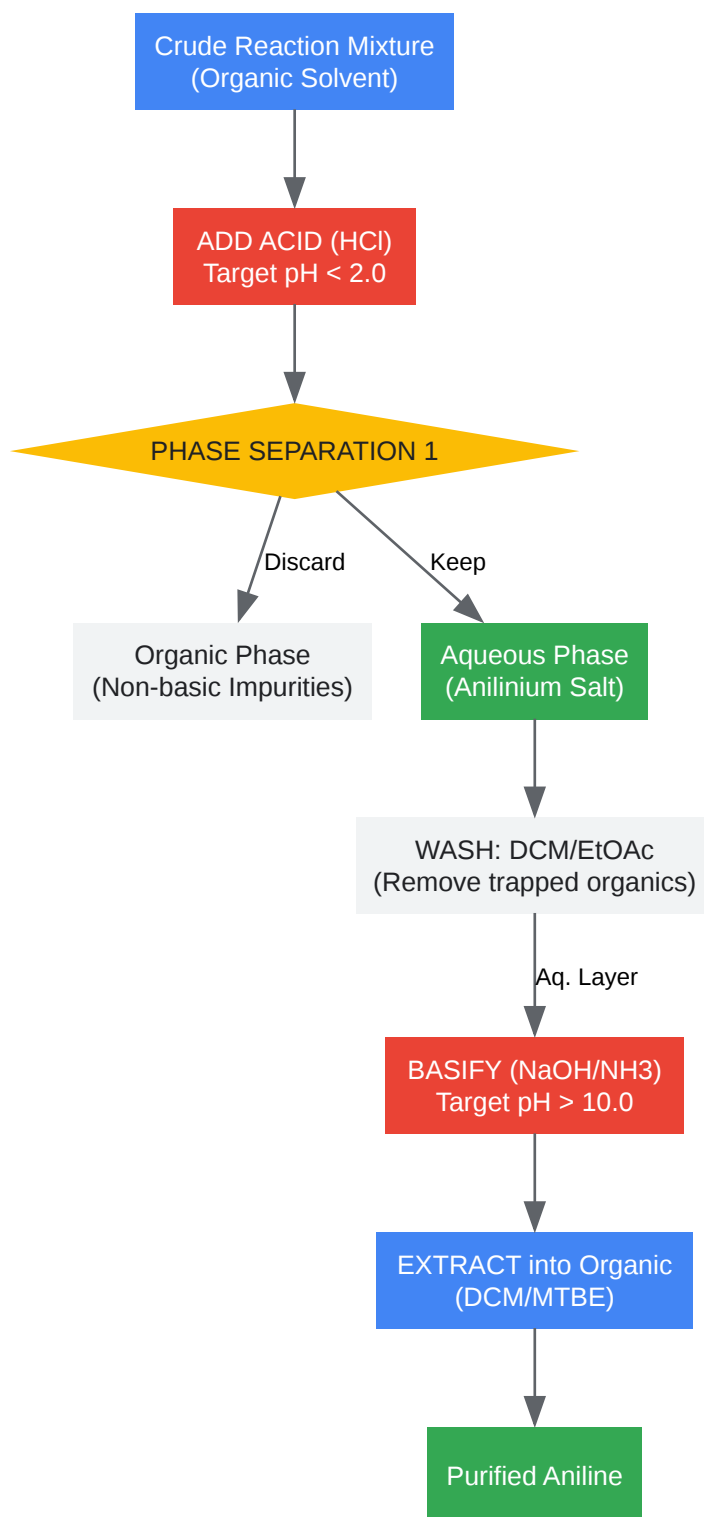 Crude Reaction Mixture
(Organic Solvent)
ADD ACID (HCl)
Target pH < 2.0
PHASE SEPARATION 1
Discard
Keep
Organic Phase
(Non-basic Impurities)
Aqueous Phase
(Anilinium Salt)
WASH: DCM/EtOAc
(Remove trapped organics)
Aq. Layer
BASIFY (NaOH/NH3)
Target pH > 10.0
EXTRACT into Organic
(DCM/MTBE)
Purified Aniline